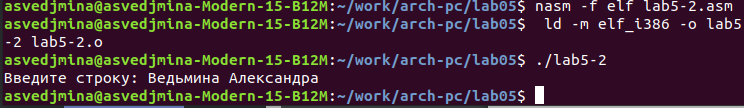 asvedjmina@asvedjmina-Modern-15-B12M:~/work/arch-pc/lab05$ nasm -f elf lab5-2.asm
asvedjmina@asvedjmina-Modern-15-B12M:~/work/arch-pc/lab05$  ld -m elf_i386 -o lab5
-2 lab5-2.o
asvedjmina@asvedjmina-Modern-15-B12M:~/work/arch-pc/lab05$ ./lab5-2
Введите строку: Ведьмина Александра
asvedjmina@asvedjmina-Modern-15-B12M:~/work/arch-pc/lab05$